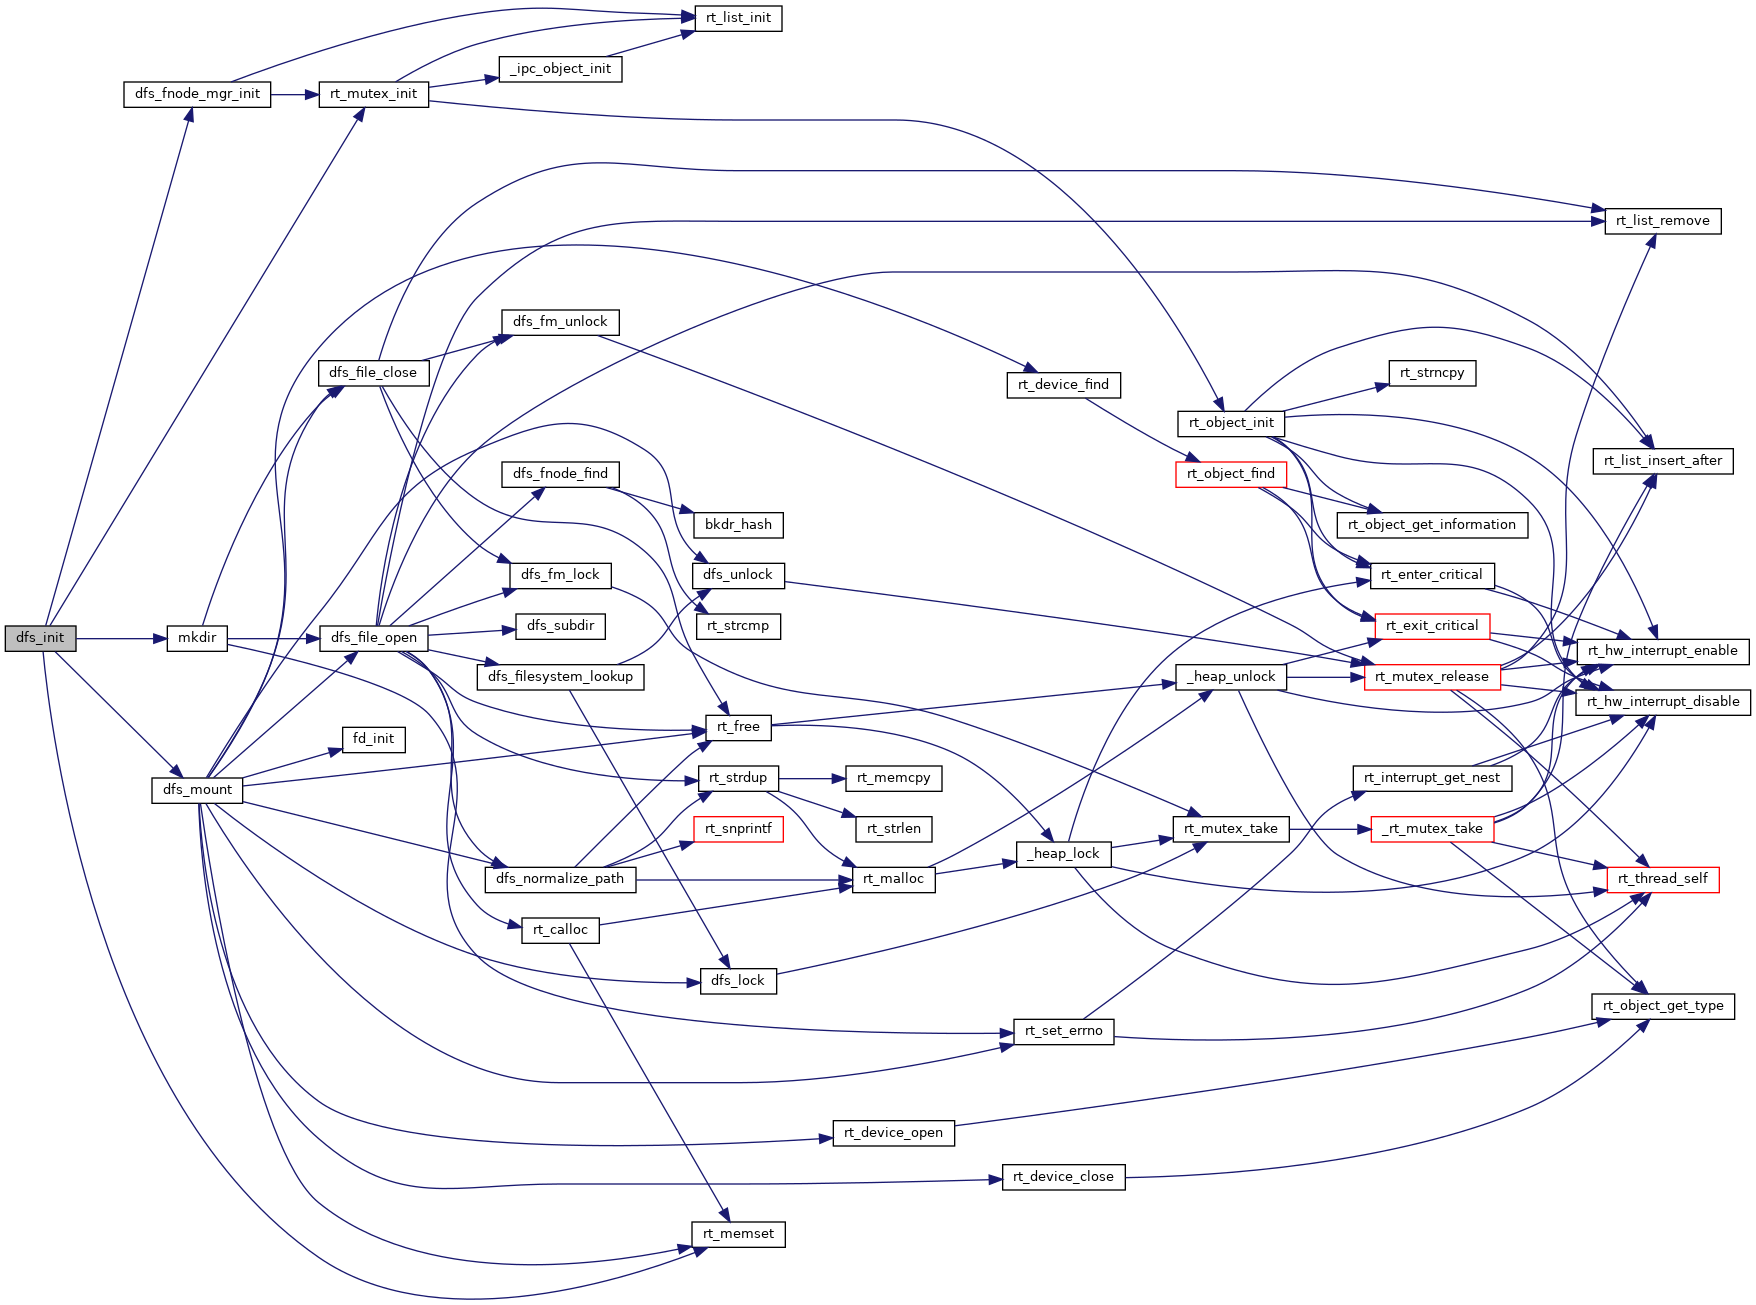 rt_list_init
_ipc_object_init
dfs_fnode_mgr_init
rt_mutex_init
rt_list_remove
dfs_fm_unlock
dfs_file_close
rt_device_find
rt_strncpy
rt_object_init
rt_list_insert_after
dfs_fnode_find
rt_object_find
bkdr_hash
rt_object_get_information
dfs_fm_lock
dfs_unlock
rt_enter_critical
dfs_subdir
rt_strcmp
rt_exit_critical
dfs_init
mkdir
dfs_file_open
rt_hw_interrupt_enable
dfs_filesystem_lookup
_heap_unlock
rt_mutex_release
rt_hw_interrupt_disable
rt_free
fd_init
rt_strdup
rt_memcpy
rt_interrupt_get_nest
dfs_mount
rt_snprintf
rt_strlen
rt_mutex_take
_rt_mutex_take
_heap_lock
dfs_normalize_path
rt_malloc
rt_thread_self
rt_calloc
dfs_lock
rt_object_get_type
rt_set_errno
rt_device_open
rt_device_close
rt_memset